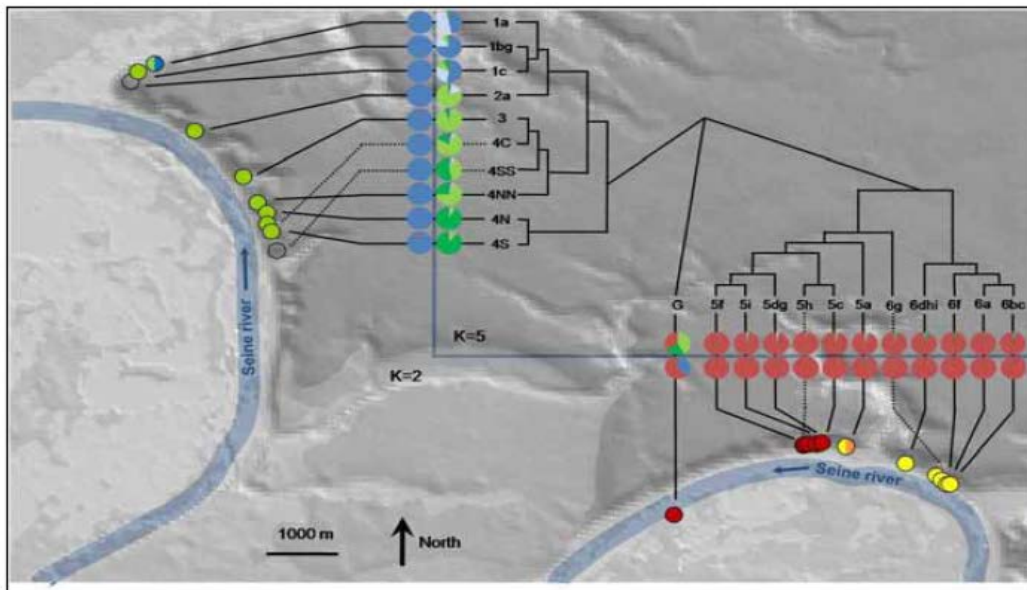 1a
1bg
1c
2a
3
4C
4SS
4NN
4N
4S
G 5f 5i 5dg 5h 5c 5a 6g 6dhi 6f 6a 6bc
K=5
K=2
Seine river
Seine river
1000 m
North